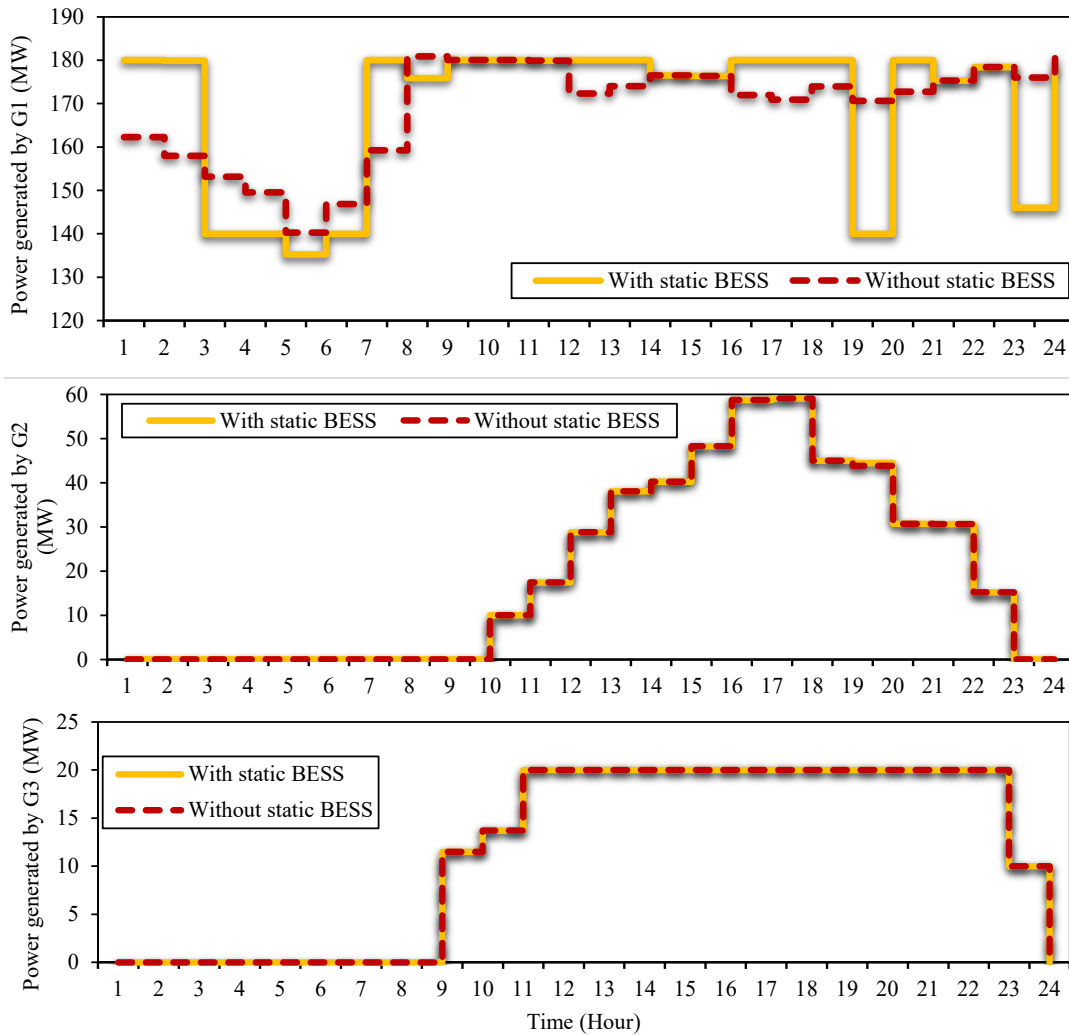 Power generated by G1 (MW)
190
180
170
160
150
140
130
120
With static BESS
Without static BESS
1 2 3 4 5 6 7 8 9 10 11 12 13 14 15 16 17 18 19 20 21 22 23 24
Power generated by G2
(MW)
60
50
40
30
20
10
0
With static BESS
Without static BESS
1 2 3 4 5 6 7 8 9 10 11 12 13 14 15 16 17 18 19 20 21 22 23 24
Power generated by G3 (MW)
25
20
15
10
5
0
With static BESS
Without static BESS
1 2 3 4 5 6 7 8 9 10 11 12 13 14 15 16 17 18 19 20 21 22 23 24
Time (Hour)